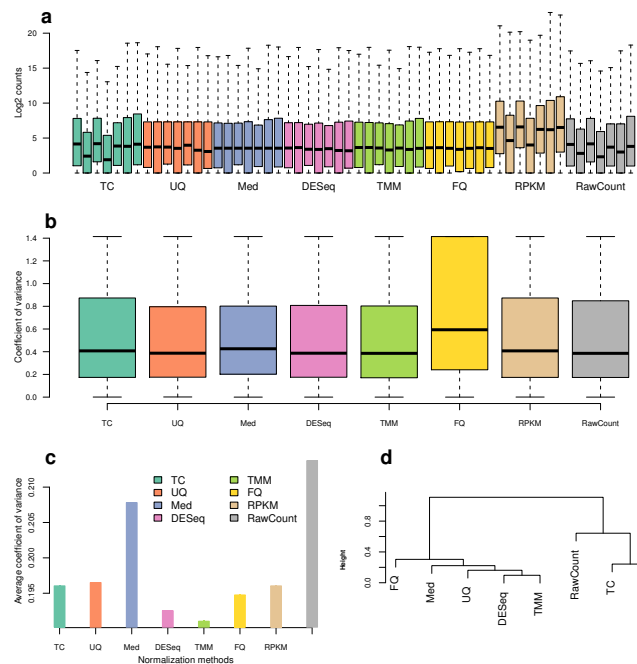 a
Log2 counts
20
15
10
5
0
TC UQ Med DESeq TMM FQ RPKM RawCount
b
Coefficient of variance
1.4
1.2
1.0
0.8
0.6
0.4
0.2
0.0
TC UQ Med DESeq TMM FQ RPKM RawCount
c
Average coefficient of variance
0.210
0.205
0.200
0.195
TC
UQ
Med
DESeq
TMM
FQ
RPKM
RawCount
TC UQ Med DESeq TMM FQ RPKM
Normalization methods
d
Height
0.8
0.4
0.0
FQ
Med
UQ
DESeq
TMM
RawCount
TC